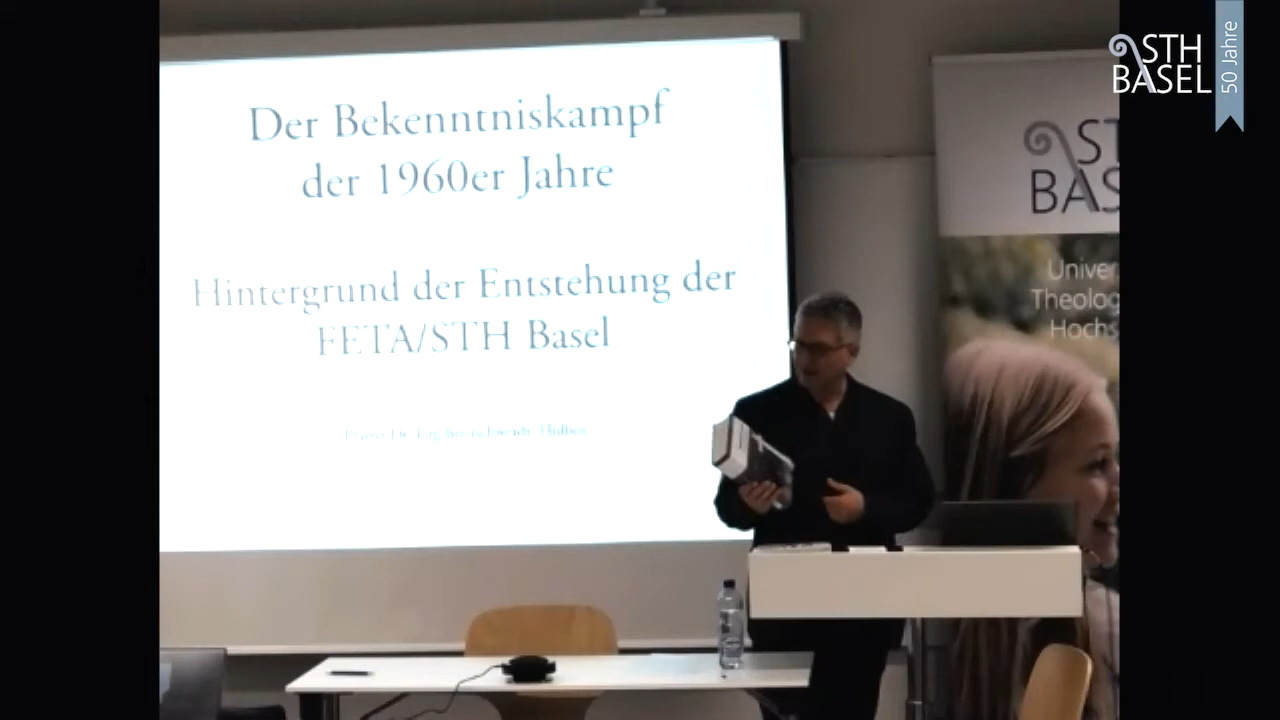 Der Bekenntniskampf
der 1960er Jahre
Hintergrund der Entstehung der
FETA/STH Basel
STH
BASEL
50 Jahre
ST
BAS
Univer
Theolog
Hochs